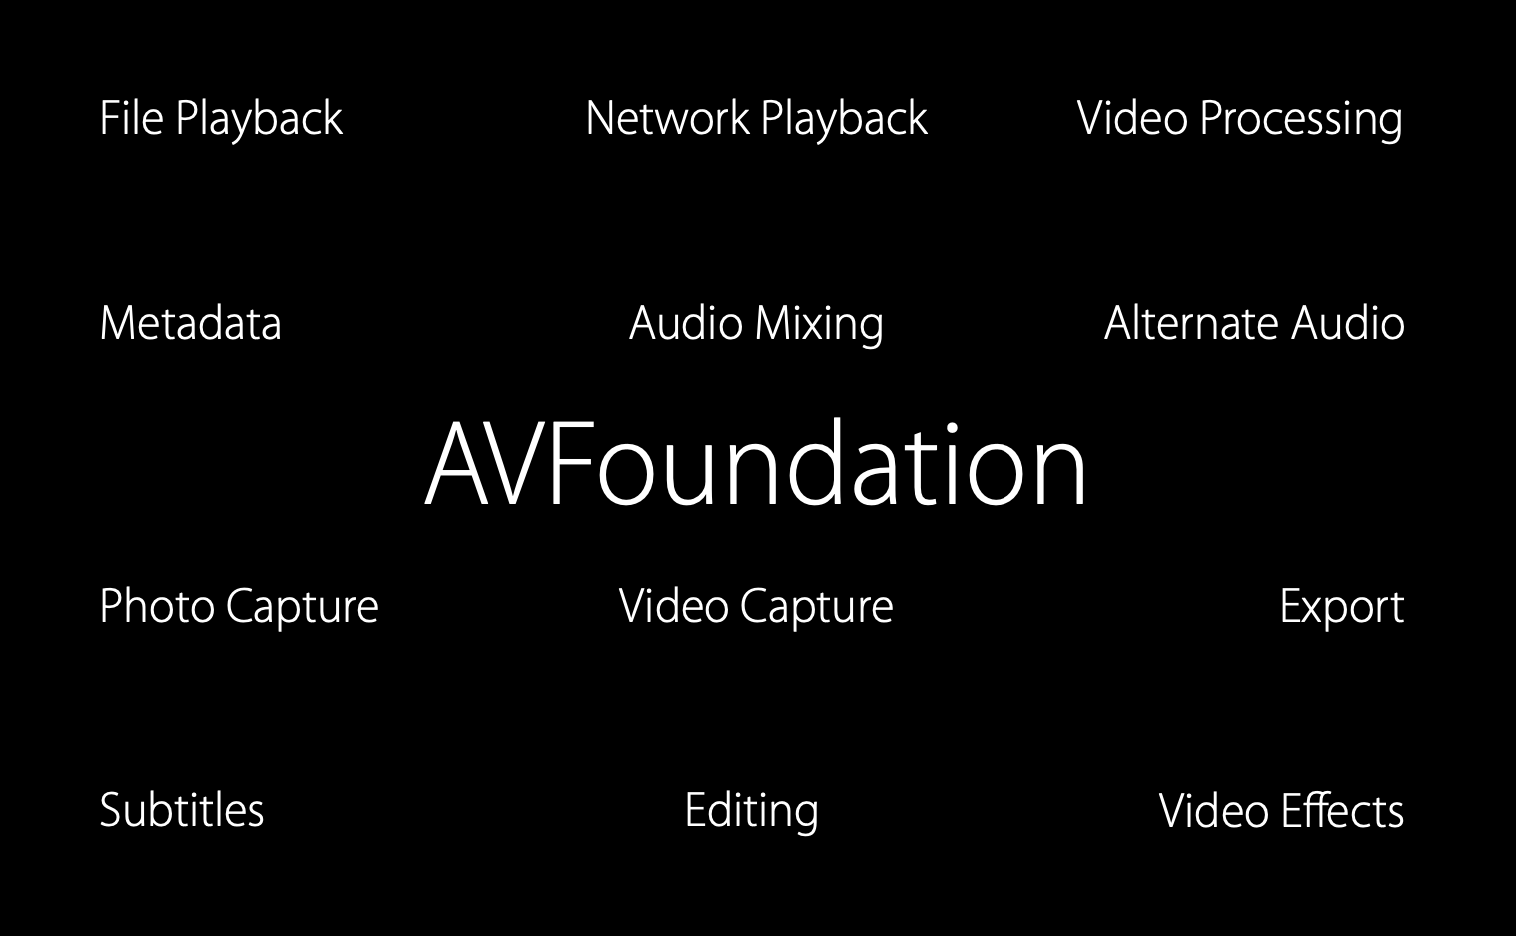 File Playback
Network Playback
Video Processing
Metadata
Audio Mixing
Alternate Audio
AVFoundation
Photo Capture
Video Capture
Export
Subtitles
Editing
Video Effects